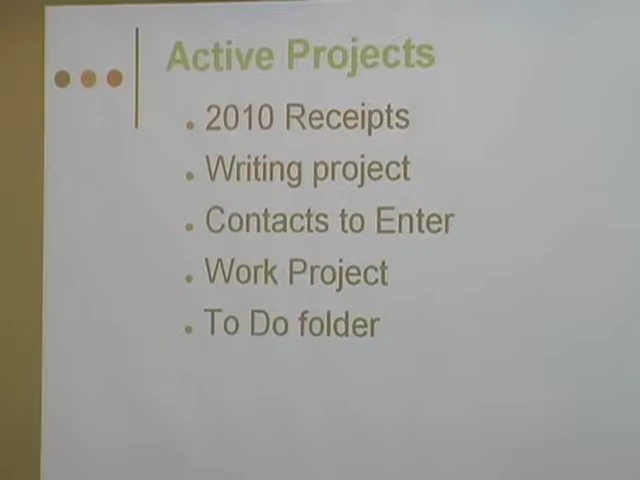 Active Projects
2010 Receipts
Writing project
Contacts to Enter
Work Project
To Do folder